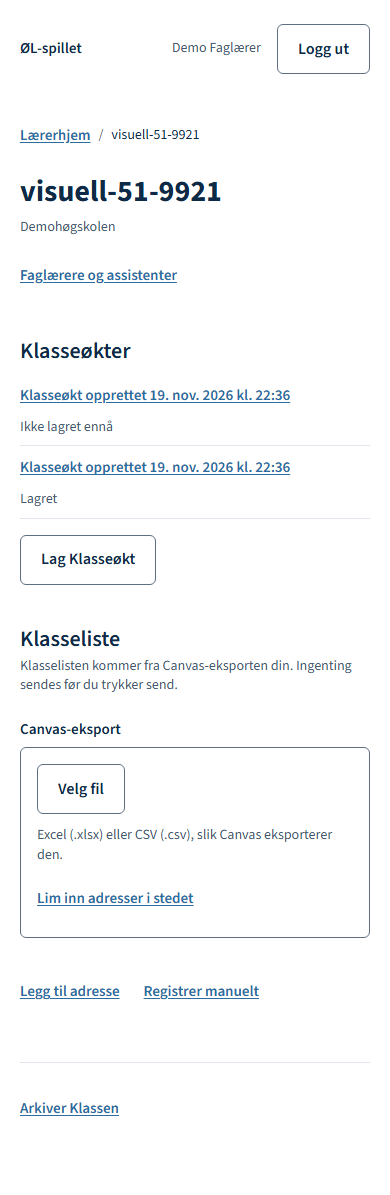 ØL-spillet
Demo Faglærer
Logg ut
Lærerhjem / visuell-51-9921
visuell-51-9921
Demohøgskolen
Faglærere og assistenter
Klasseøkter
Klasseøkt opprettet 19. nov. 2026 kl. 22:36
Ikke lagret ennå
Klasseøkt opprettet 19. nov. 2026 kl. 22:36
Lagret
Lag Klasseøkt
Klasseliste
Klasselisten kommer fra Canvas-eksporten din. Ingenting
sendes før du trykker send.
Canvas-eksport
Velg fil
Excel (.xlsx) eller CSV (.csv), slik Canvas eksporterer
den.
Lim inn adresser i stedet
Legg til adresse
Registrer manuelt
Arkiver Klassen